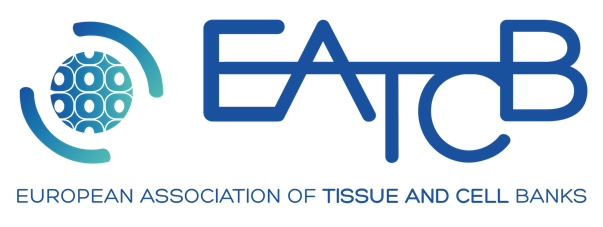 EATCB
EUROPEAN ASSOCIATION OF TISSUE AND CELL BANKS